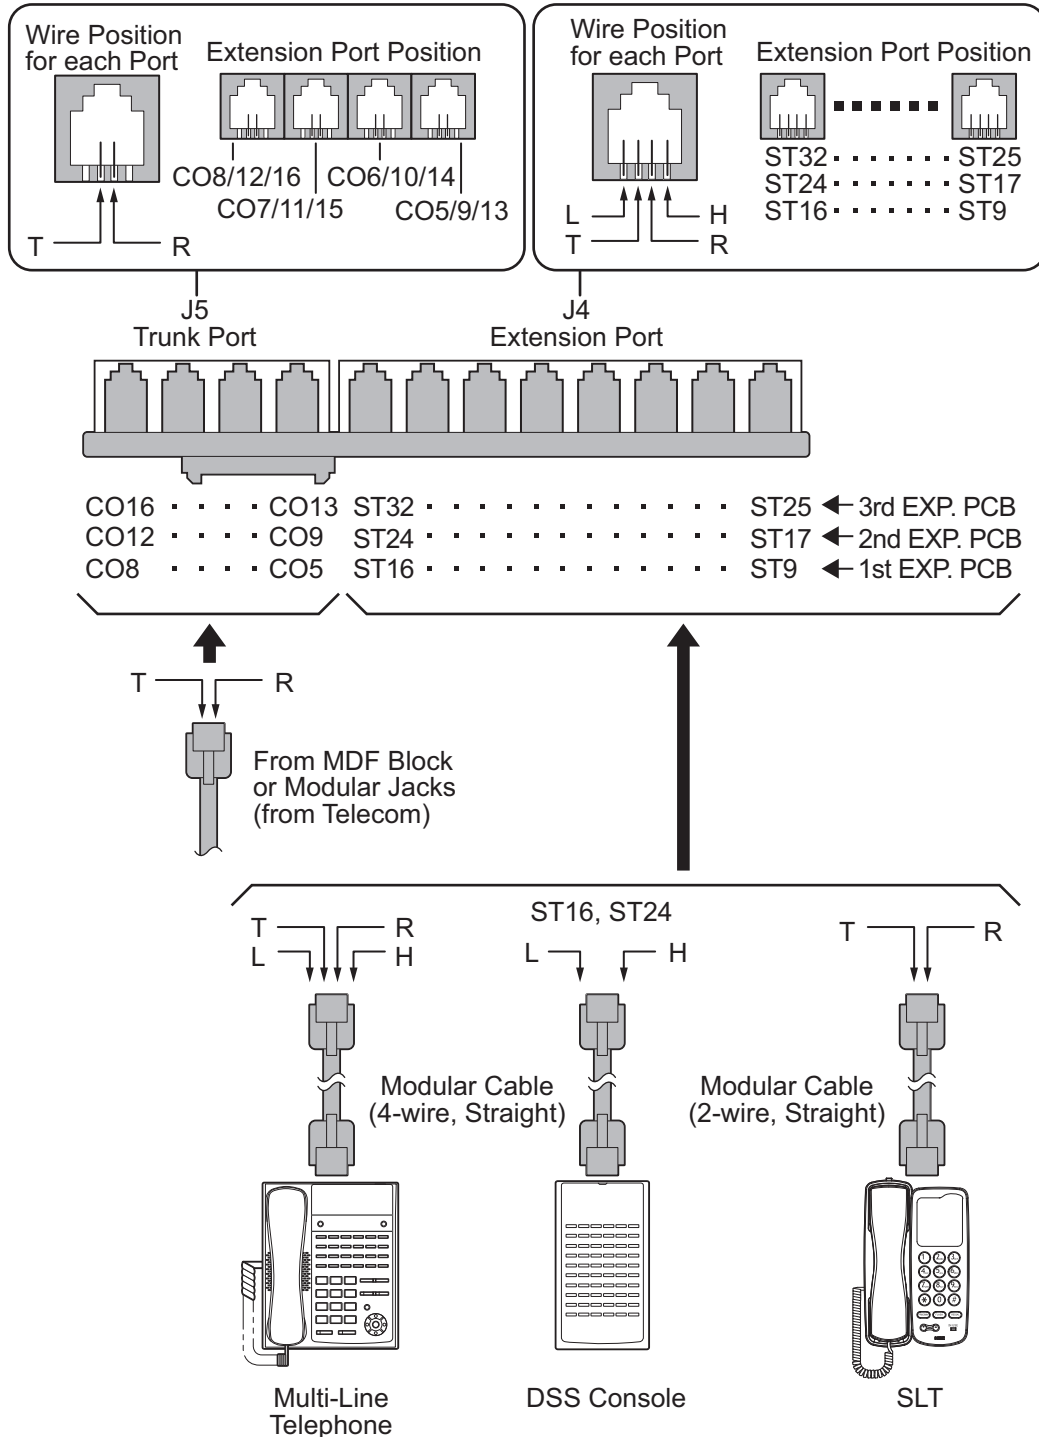 Wire Position
for each Port
Extension Port Position
CO8/12/16
CO6/10/14
CO7/11/15
CO5/9/13
T
R
Wire Position
for each Port
Extension Port Position
ST32 ST25
ST24 ST17
ST16 ST9
L
H
T
R
J5
Trunk Port
J4
Extension Port
CO16 CO13 ST32 ST25 3rd EXP. PCB
CO12 CO9 ST24 ST17 2nd EXP. PCB
CO8 CO5 ST16 ST9 1st EXP. PCB
T
R
From MDF Block
or Modular Jacks
(from Telecom)
ST16, ST24
T
R
L
H
L
H
T
R
Modular Cable
(4-wire, Straight)
Modular Cable
(2-wire, Straight)
Multi-Line
Telephone
DSS Console
SLT